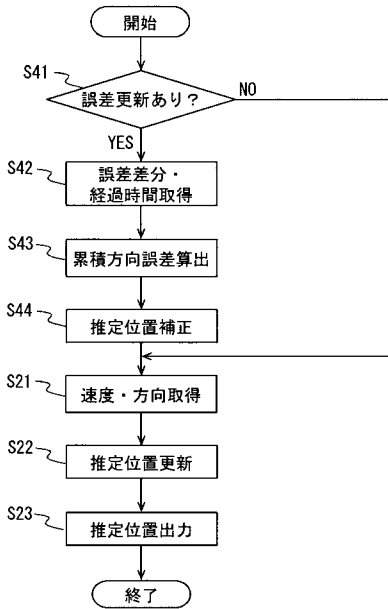 開始
S41
誤差更新あり？
NO
YES
S42
誤差差分・
経過時間取得
S43
累積方向誤差算出
S44
推定位置補正
S21
速度・方向取得
S22
推定位置更新
S23
推定位置出力
終了